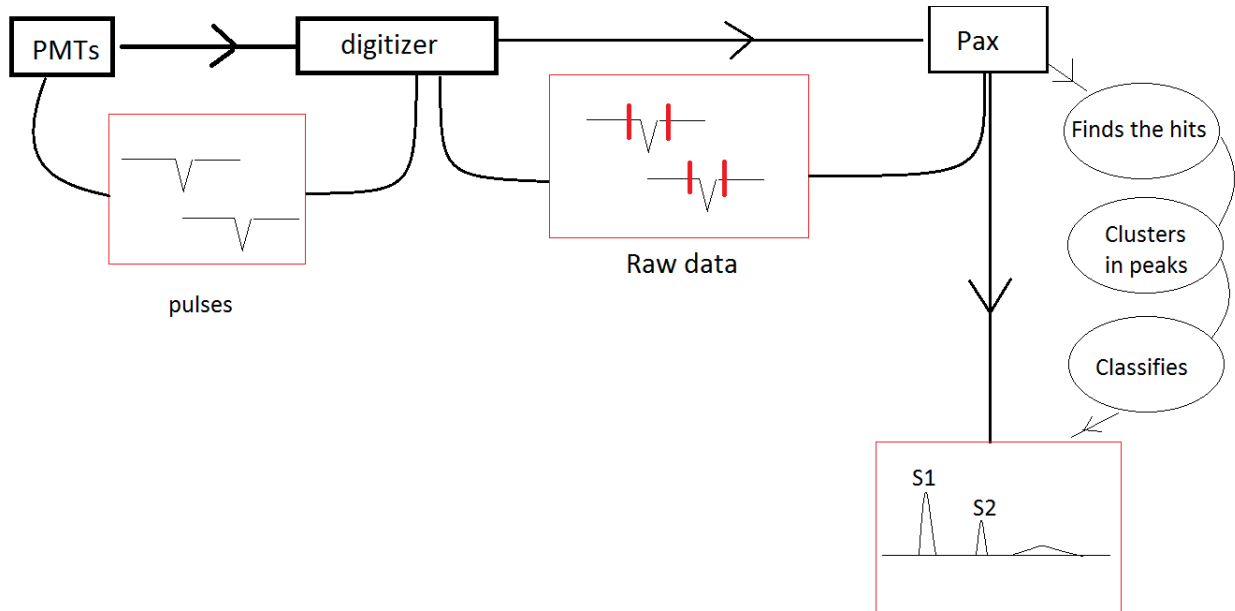 PMTs
digitizer
Pax
Finds the hits
pulses
Raw data
Clusters
in peaks
Classifies
S1
S2